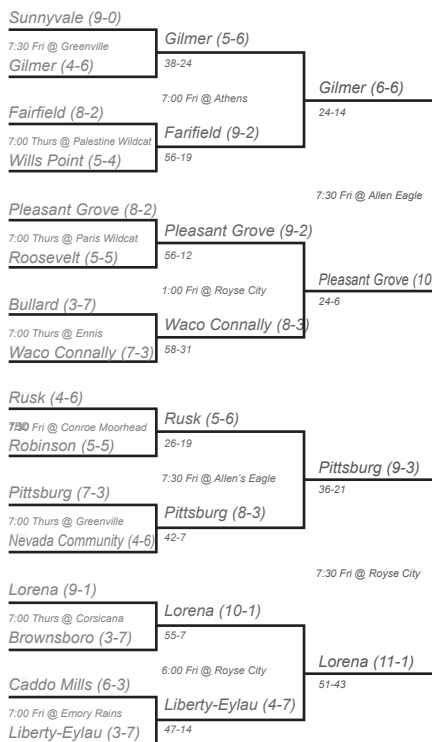 Sunnyvale (9-0)
7:30 Fri @ Greenville
Gilmer (4-6)
Gilmer (5-6)
38-24
7:00 Fri @ Athens
Fairfield (8-2)
7:00 Thurs @ Palestine Wildcat
Wills Point (5-4)
Farifield (9-2)
56-19
Gilmer (6-6)
24-14
7:30 Fri @ Allen Eagle
Pleasant Grove (8-2)
7:00 Thurs @ Paris Wildcat
Roosevelt (5-5)
Pleasant Grove (9-2)
56-12
1:00 Fri @ Royse City
Bullard (3-7)
7:00 Thurs @ Ennis
Waco Connally (7-3)
Waco Connally (8-3)
58-31
Pleasant Grove (10
24-6
Rusk (4-6)
7:30 Fri @ Conroe Moorhead
Robinson (5-5)
Rusk (5-6)
26-19
7:30 Fri @ Allen's Eagle
Pittsburg (7-3)
7:00 Thurs @ Greenville
Nevada Community (4-6)
Pittsburg (8-3)
42-7
Pittsburg (9-3)
36-21
7:30 Fri @ Royse City
Lorena (9-1)
7:00 Thurs @ Corsicana
Brownsboro (3-7)
Lorena (10-1)
55-7
6:00 Fri @ Royse City
Caddo Mills (6-3)
7:00 Fri @ Emory Rains
Liberty-Eylau (3-7)
Liberty-Eylau (4-7)
47-14
Lorena (11-1)
51-43